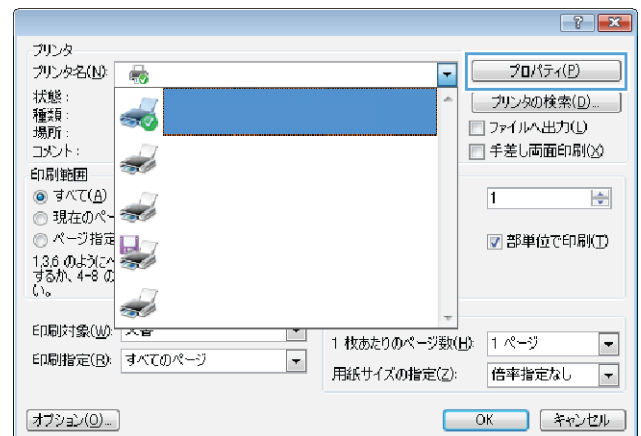 プリンタ
プリンタ名(N):
プロパティ(P)
状態:
プリンタの検索(D)...
種類:
場所:
ファイルへ出力(L)
コメント:
手差し両面印刷(X)
印刷範囲
すべて(A)
1
現在のペー
ページ指定
部単位で印刷(T)
1,3,6 のように
するか、4-8 の
い。
印刷対象(W):
1 枚あたりのページ数(H):
1 ページ
印刷指定(R):
すべてのページ
用紙サイズの指定(Z):
倍率指定なし
オプション(O)...
OK
キャンセル